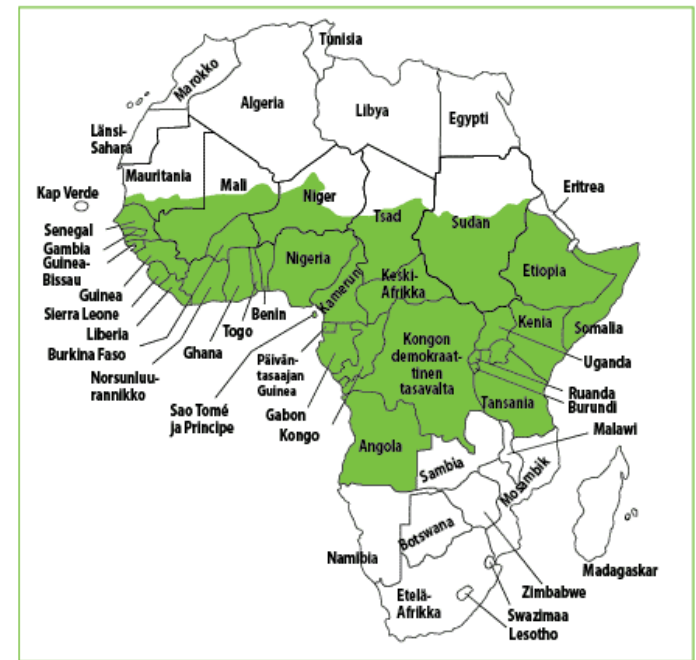 Tunisia
Marokko
Algeria
Libya
Egypti
Länsi-
Sahara
Mauritania
Mali
Niger
Tsad
Sudan
Eritrea
Kap Verde
Senegal
Gambia
Guinea-
Bissau
Guinea
Sierra Leone
Liberia
Burkina Faso
Norsunluu-
rannikko
Ghana
Togo
Benin
Nigeria
Kamerun
Keski-
Afrikka
Etiopia
Somalia
Kenia
Uganda
Ruanda
Burundi
Kongon
demokraat-
tinen
tasavalta
Päivän-
tasaajan
Guinea
Sao Tomé
ja Principe
Gabon
Kongo
Tansania
Malawi
Angola
Sambia
Mosambik
Namibia
Botswana
Zimbabwe
Madagaskar
Etelä-
Afrikka
Swazimaa
Lesotho